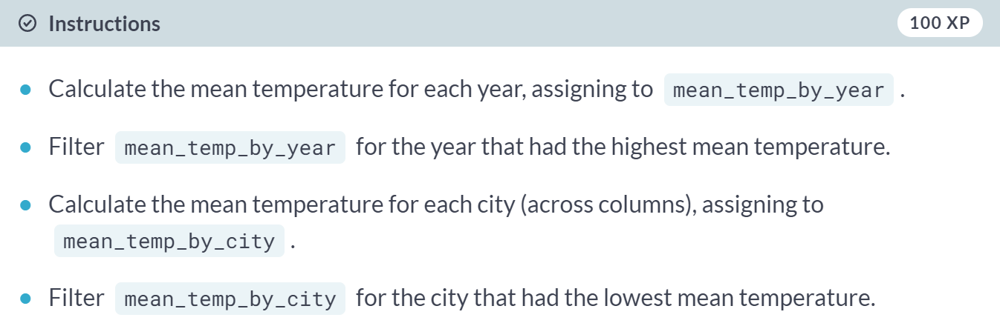 Instructions 100 XP
Calculate the mean temperature for each year, assigning to mean_temp_by_year .
Filter mean_temp_by_year for the year that had the highest mean temperature.
Calculate the mean temperature for each city (across columns), assigning to
mean_temp_by_city .
Filter mean_temp_by_city for the city that had the lowest mean temperature.